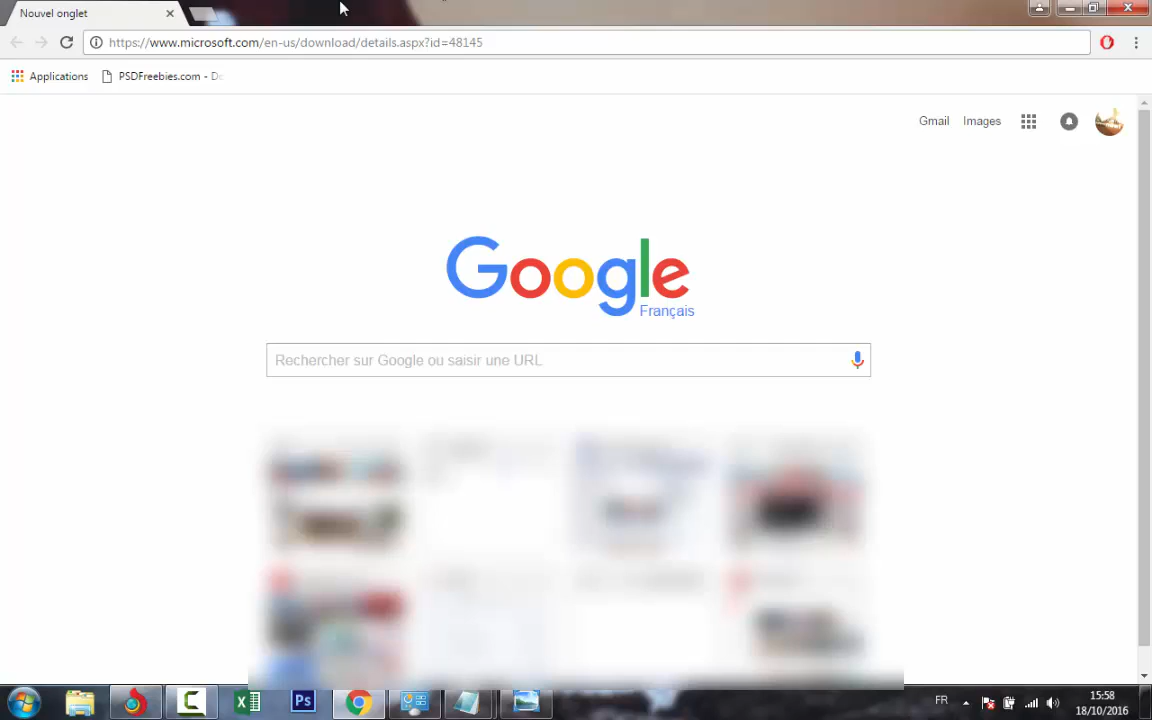 Nouvel onglet
https://www.microsoft.com/en-us/download/details.aspx?id=48145
Applications
PSDFreebies.com - D
Gmail
Images
Google
Français
Rechercher sur Google ou saisir une URL
Ps
FR
15:58
18/10/2016